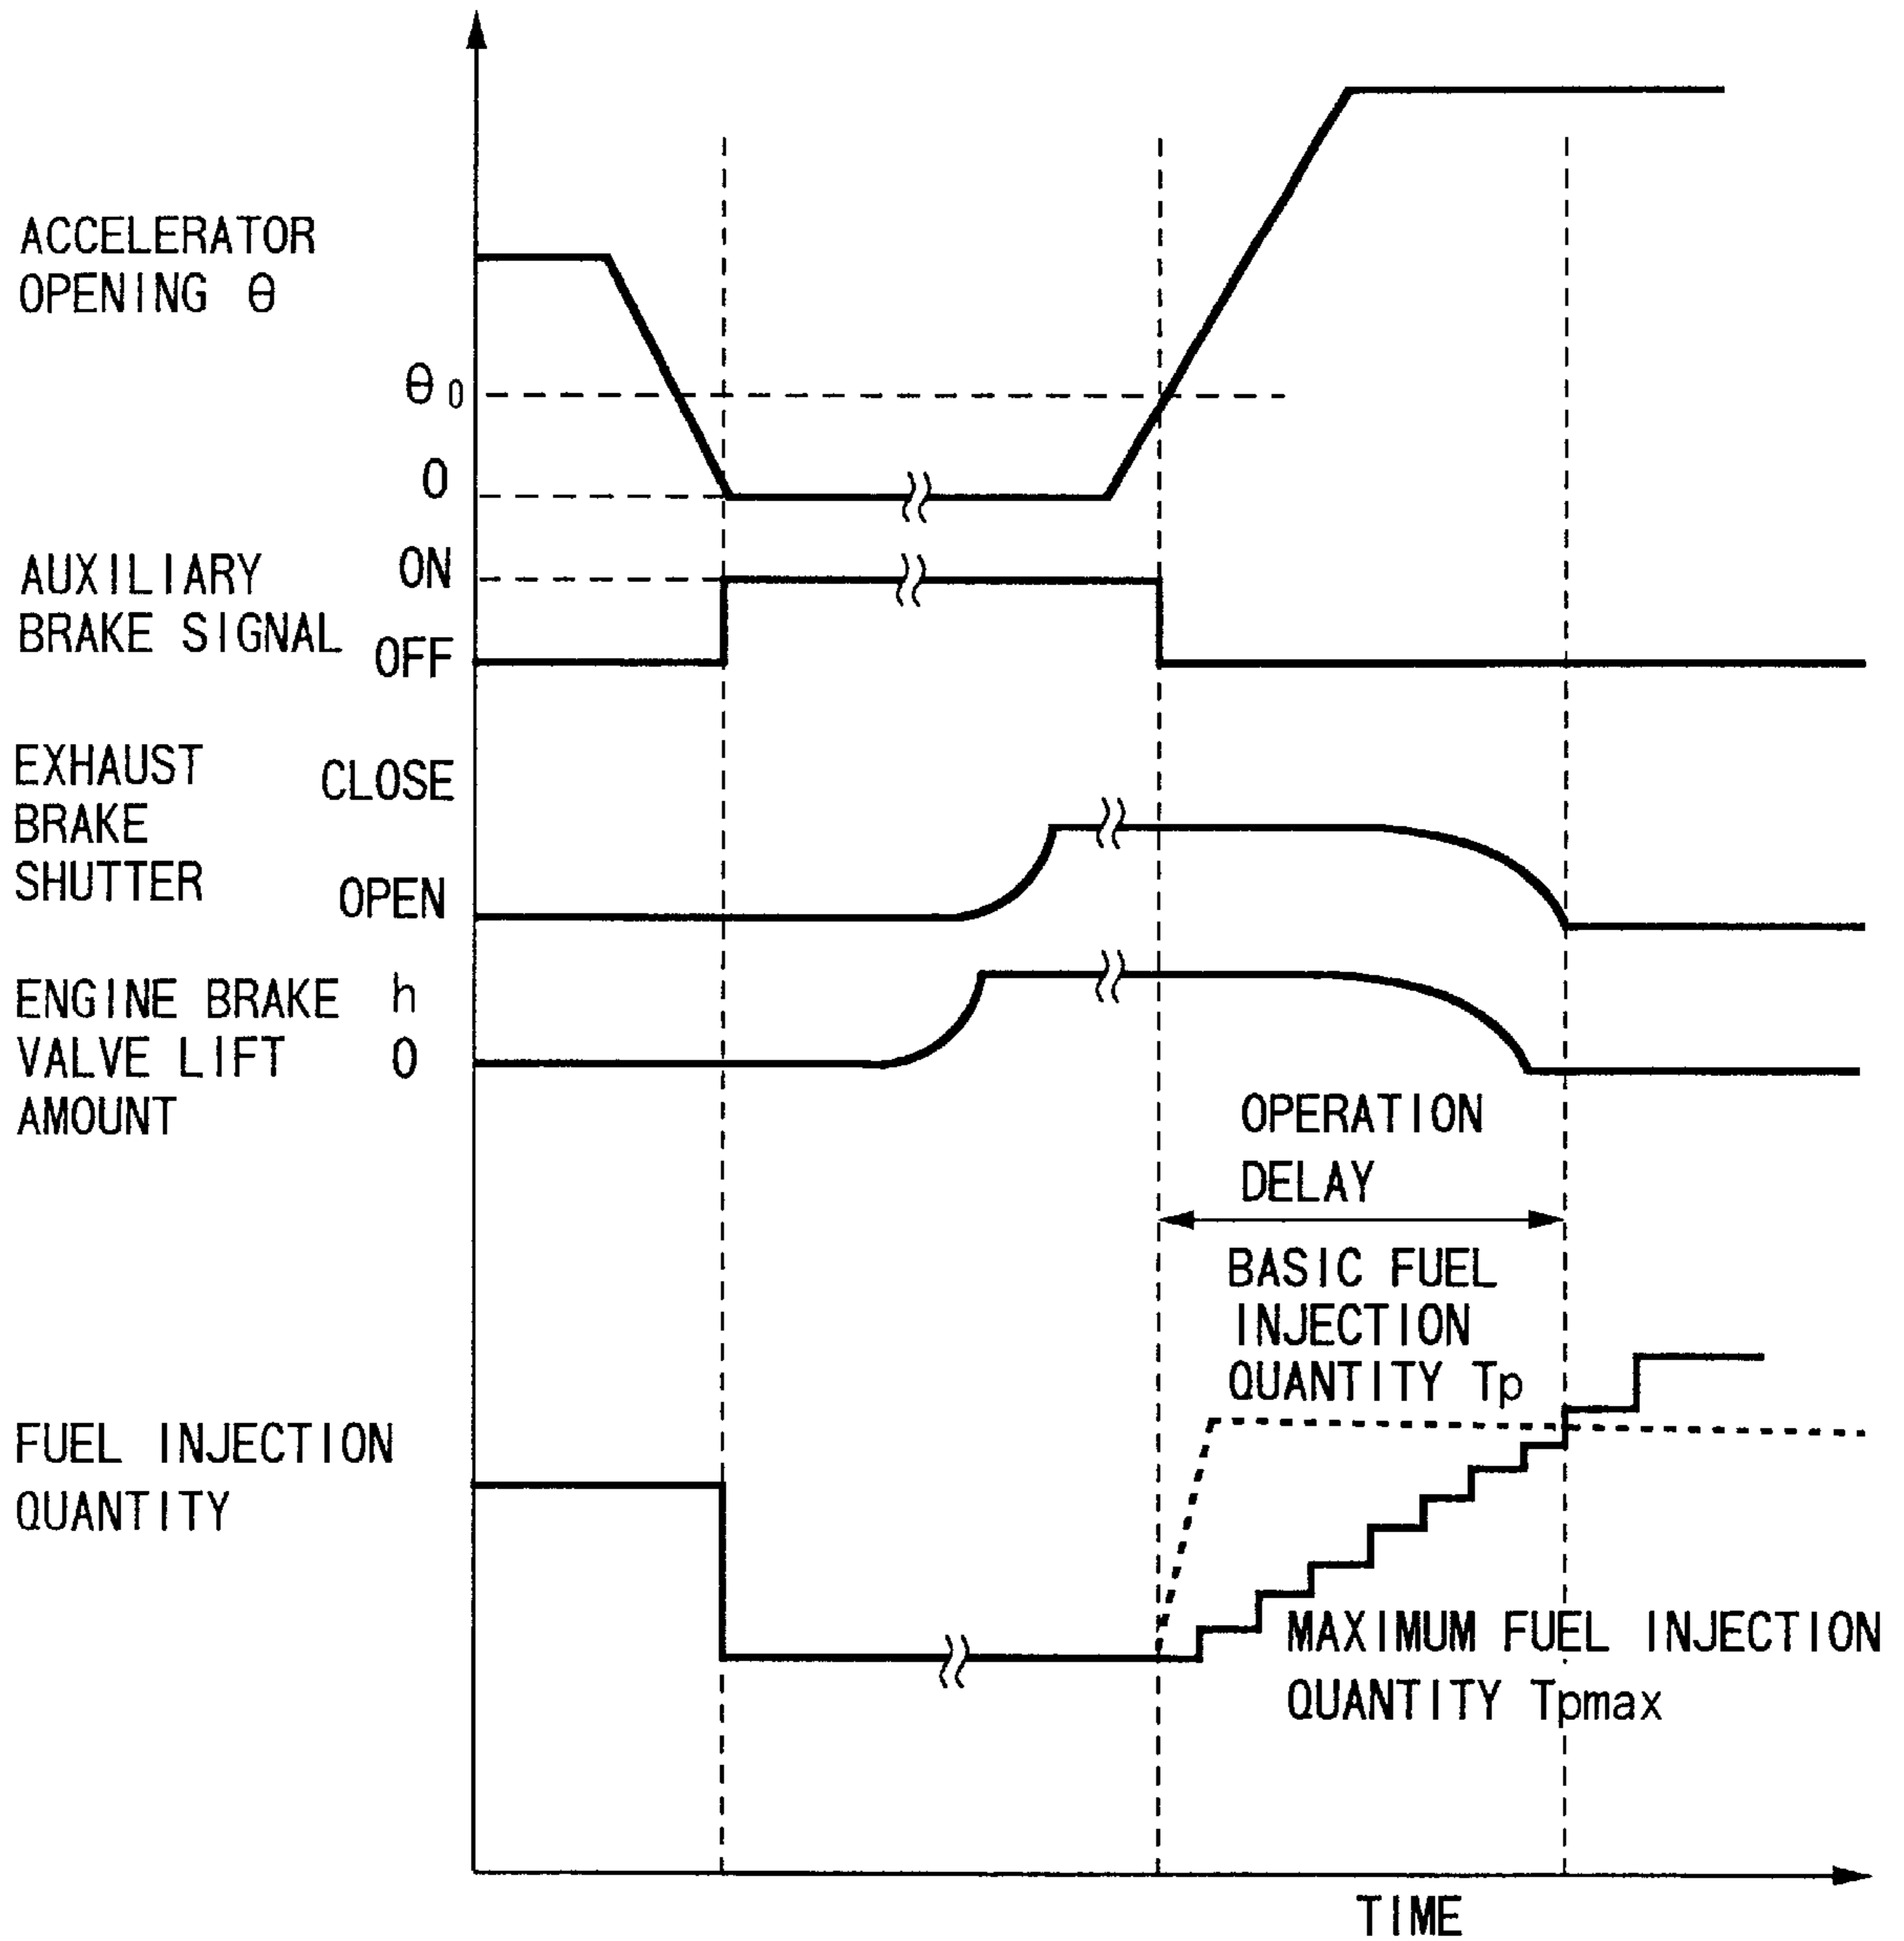 ACCELERATOR
OPENING θ
θ0
0
AUXILIARY
BRAKE SIGNAL
ON
OFF
EXHAUST
BRAKE
SHUTTER
CLOSE
OPEN
ENGINE BRAKE
VALVE LIFT
AMOUNT
h
0
OPERATION
DELAY
BASIC FUEL
INJECTION
QUANTITY Tp
FUEL INJECTION
QUANTITY
MAXIMUM FUEL INJECTION
QUANTITY Tpmax
TIME